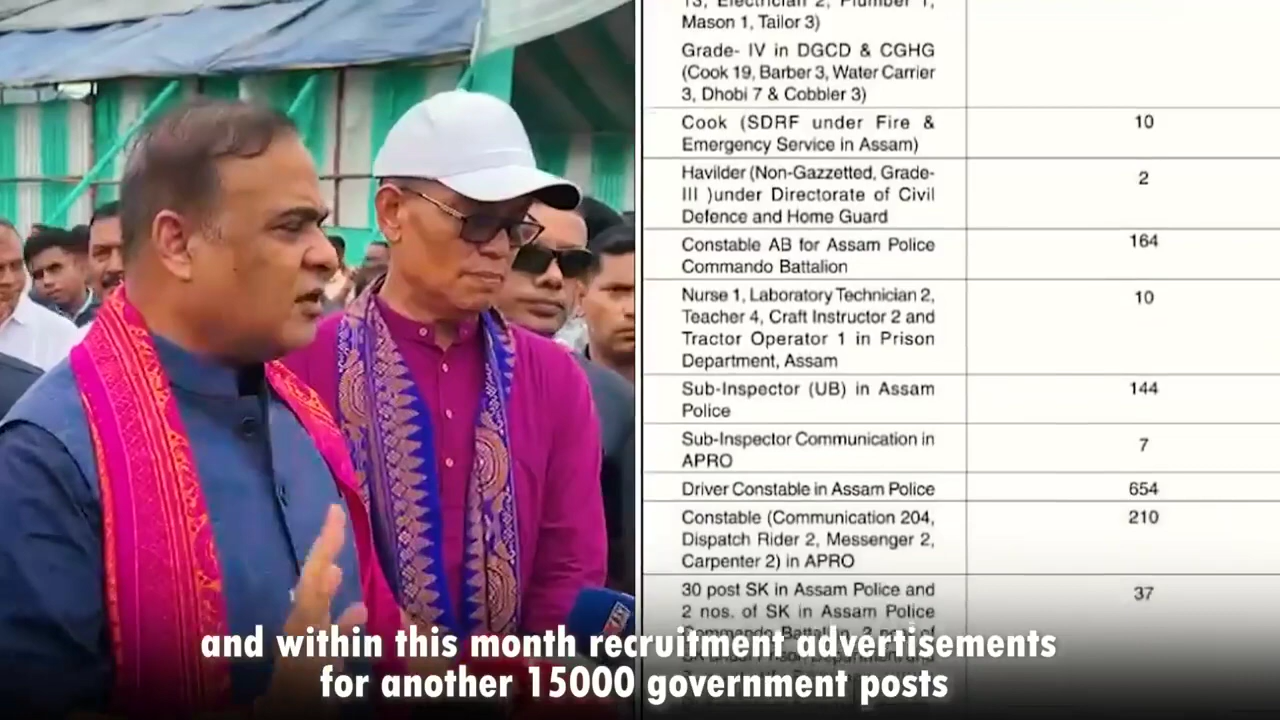 13, Electrician 2, Plumber 1,
Mason 1, Tailor 3)
Grade- IV in DGCD & CGHG
(Cook 19, Barber 3, Water Carrier
3, Dhobi 7 & Cobbler 3)
Cook (SDRF under Fire & 10
Emergency Service in Assam)
Havilder (Non-Gazzetted, Grade- 2
III )under Directorate of Civil
Defence and Home Guard
Constable AB for Assam Police 164
Commando Battalion
Nurse 1, Laboratory Technician 2, 10
Teacher 4, Craft Instructor 2 and
Tractor Operator 1 in Prison
Department, Assam
Sub-Inspector (UB) in Assam 144
Police
Sub-Inspector Communication in 7
APRO
Driver Constable in Assam Police 654
Constable (Communication 204, 210
Dispatch Rider 2, Messenger 2,
Carpenter 2) in APRO
30 post SK in Assam Police and 37
2 nos. of SK in Assam Police
and within this month recruitment advertisements
for another 15000 government posts